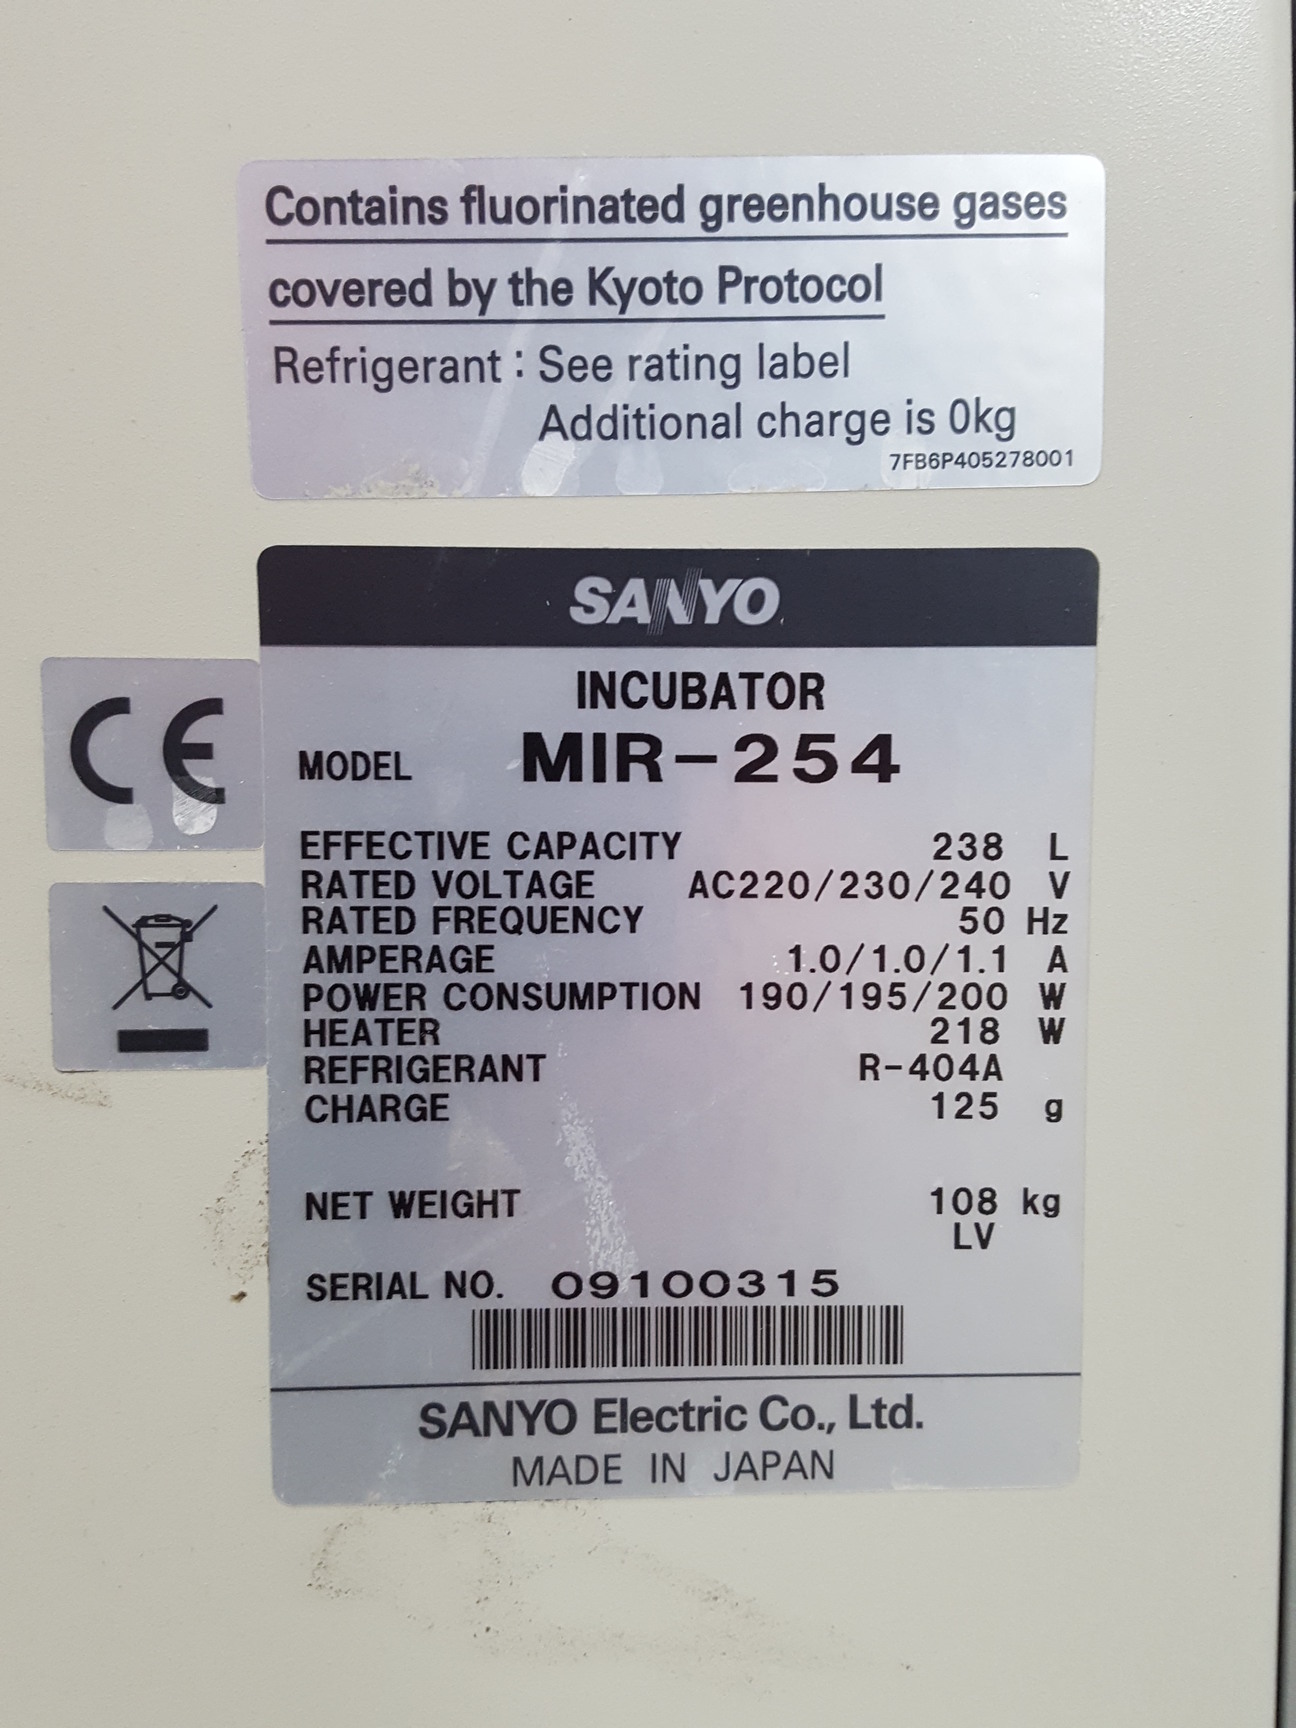 Contains fluorinated greenhouse gases
covered by the Kyoto Protocol
Refrigerant : See rating label
Additional charge is 0kg
7FB6P405278001
SANYO
INCUBATOR
MODEL MIR-254
CE
EFFECTIVE CAPACITY 238 L
RATED VOLTAGE AC220/230/240 V
RATED FREQUENCY 50 Hz
AMPERAGE 1.0/1.0/1.1 A
POWER CONSUMPTION 190/195/200 W
HEATER 218 W
REFRIGERANT R-404A
CHARGE 125 g
NET WEIGHT 108 kg
LV
SERIAL NO. 09100315
SANYO Electric Co., Ltd.
MADE IN JAPAN